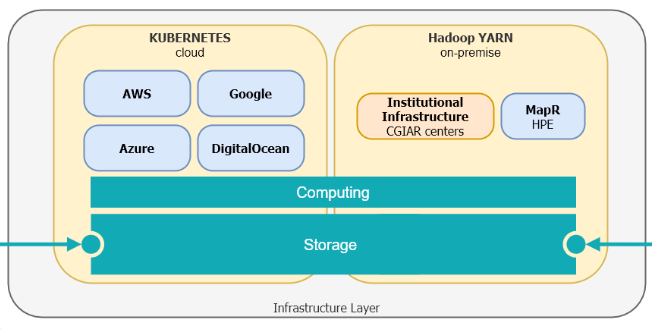 KUBERNETES
cloud
AWS
Google
Azure
DigitalOcean
Hadoop YARN
on-premise
Institutional
Infrastructure
CGIAR centers
MapR
HPE
Computing
Storage
Infrastructure Layer